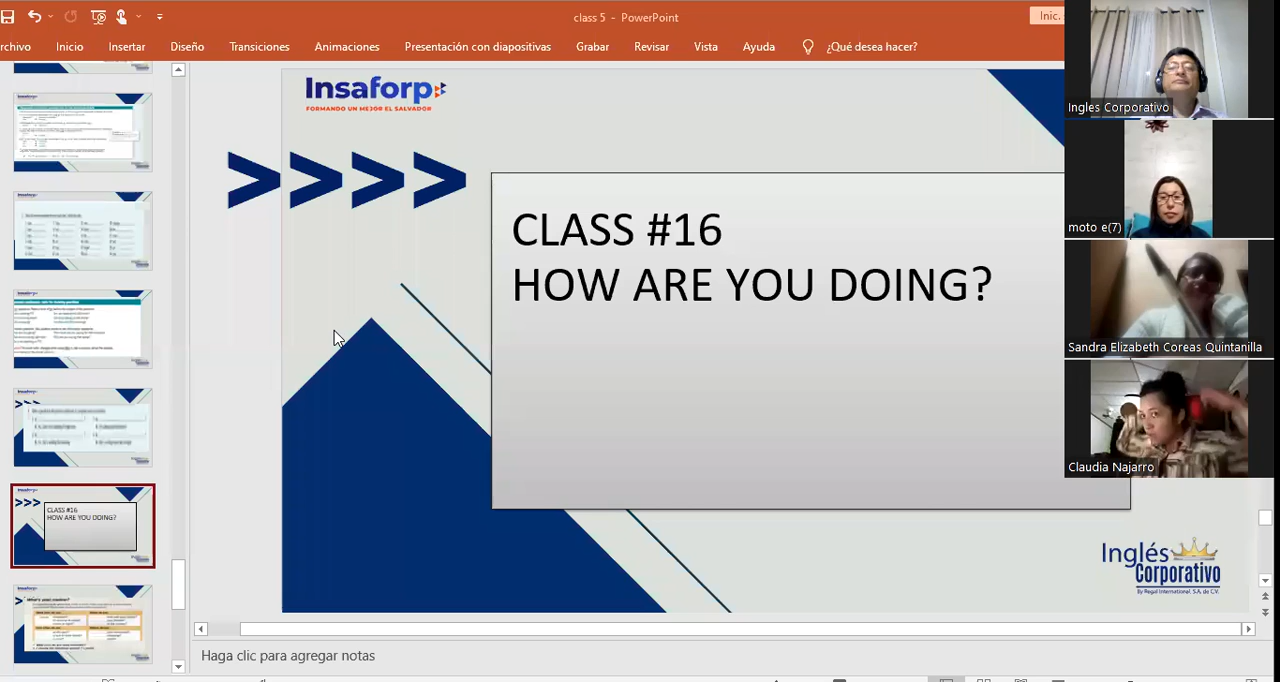 class 5 - PowerPoint
Inic.
rchivo Inicio Insertar Diseño Transiciones Animaciones Presentación con diapositivas Grabar Revisar Vista Ayuda ¿Qué desea hacer?
Insaforp
FORMANDO UN MEJOR EL SALVADOR
CLASS #16
HOW ARE YOU DOING?
Inglés
Corporativo
By Regal International, S.A. de C.V.
Haga clic para agregar notas
CLASS #16
HOW ARE YOU DOING?
Ingles Corporativo
moto e(7)
Sandra Elizabeth Coreas Quintanilla
Claudia Najarro